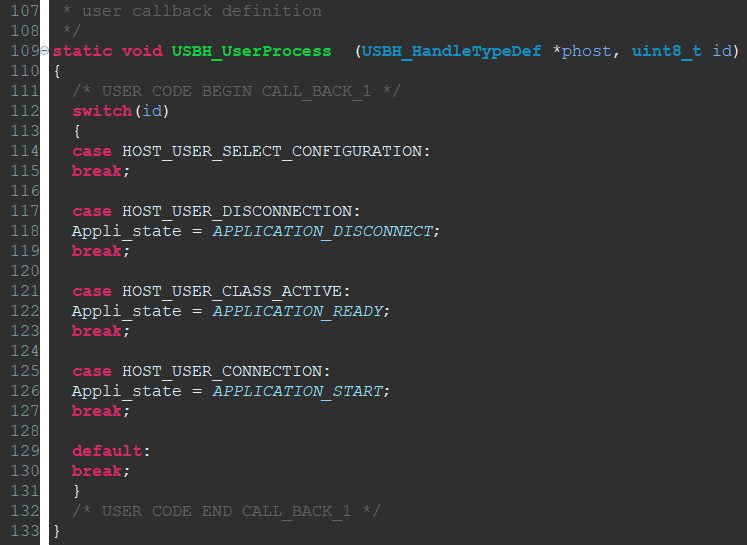 107 * user callback definition
108 */
109 static void USBH_UserProcess (USBH_HandleTypeDef *phost, uint8_t id)
110 {
111 /* USER CODE BEGIN CALL_BACK_1 */
112 switch(id)
113 {
114 case HOST_USER_SELECT_CONFIGURATION:
115 break;
116
117 case HOST_USER_DISCONNECTION:
118 Appli_state = APPLICATION_DISCONNECT;
119 break;
120
121 case HOST_USER_CLASS_ACTIVE:
122 Appli_state = APPLICATION_READY;
123 break;
124
125 case HOST_USER_CONNECTION:
126 Appli_state = APPLICATION_START;
127 break;
128
129 default:
130 break;
131 }
132 /* USER CODE END CALL_BACK_1 */
133 }